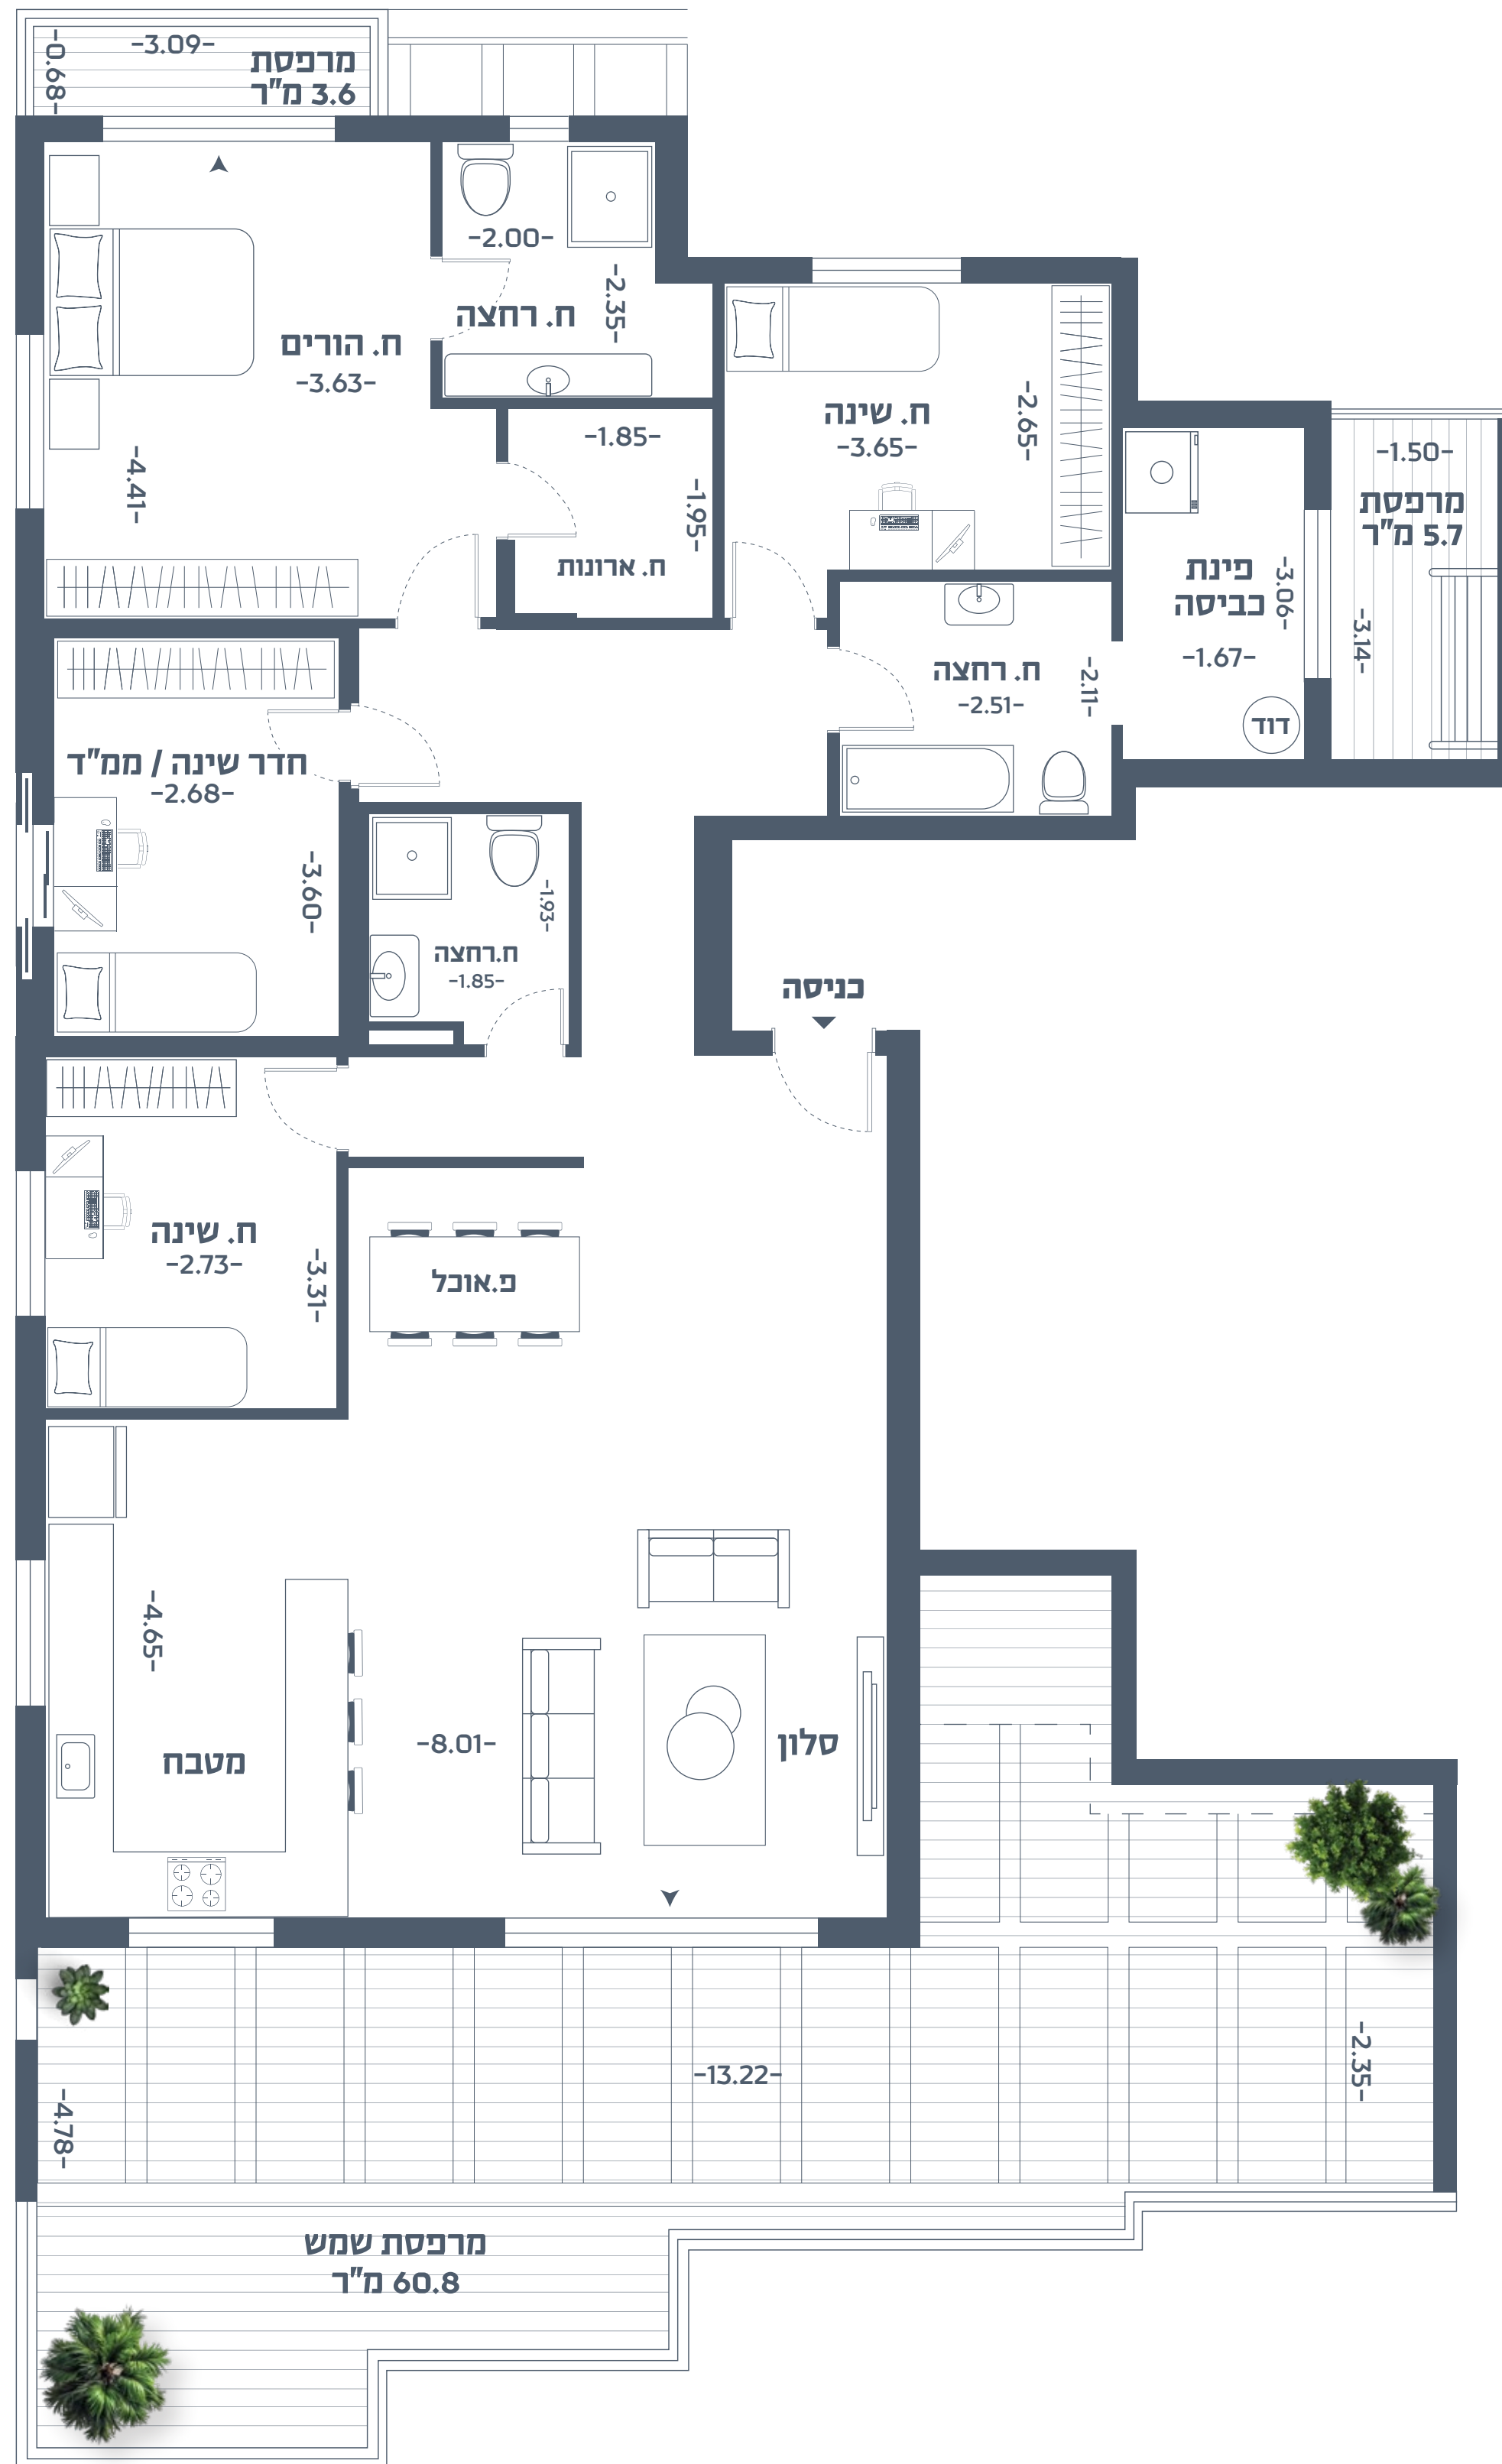 -3.09-
-0.68-
מרפסת
3.6 מ"ר
-2.00-
-2.35-
ח. רחצה
ח. הורים
-3.63-
-4.41-
-1.85-
-1.95-
ח. ארונות
ח. שינה
-3.65-
-2.65-
-1.50-
מרפסת
5.7 מ"ר
-3.14-
פינת
כביסה
-1.67-
-3.06-
דוד
ח. רחצה
-2.51-
-2.11-
חדר שינה / ממ"ד
-2.68-
-3.60-
-1.93-
ח.רחצה
-1.85-
כניסה
ח. שינה
-2.73-
-3.31-
פ.אוכל
-4.65-
מטבח
-8.01-
סלון
-13.22-
-2.35-
-4.78-
מרפסת שמש
60.8 מ"ר